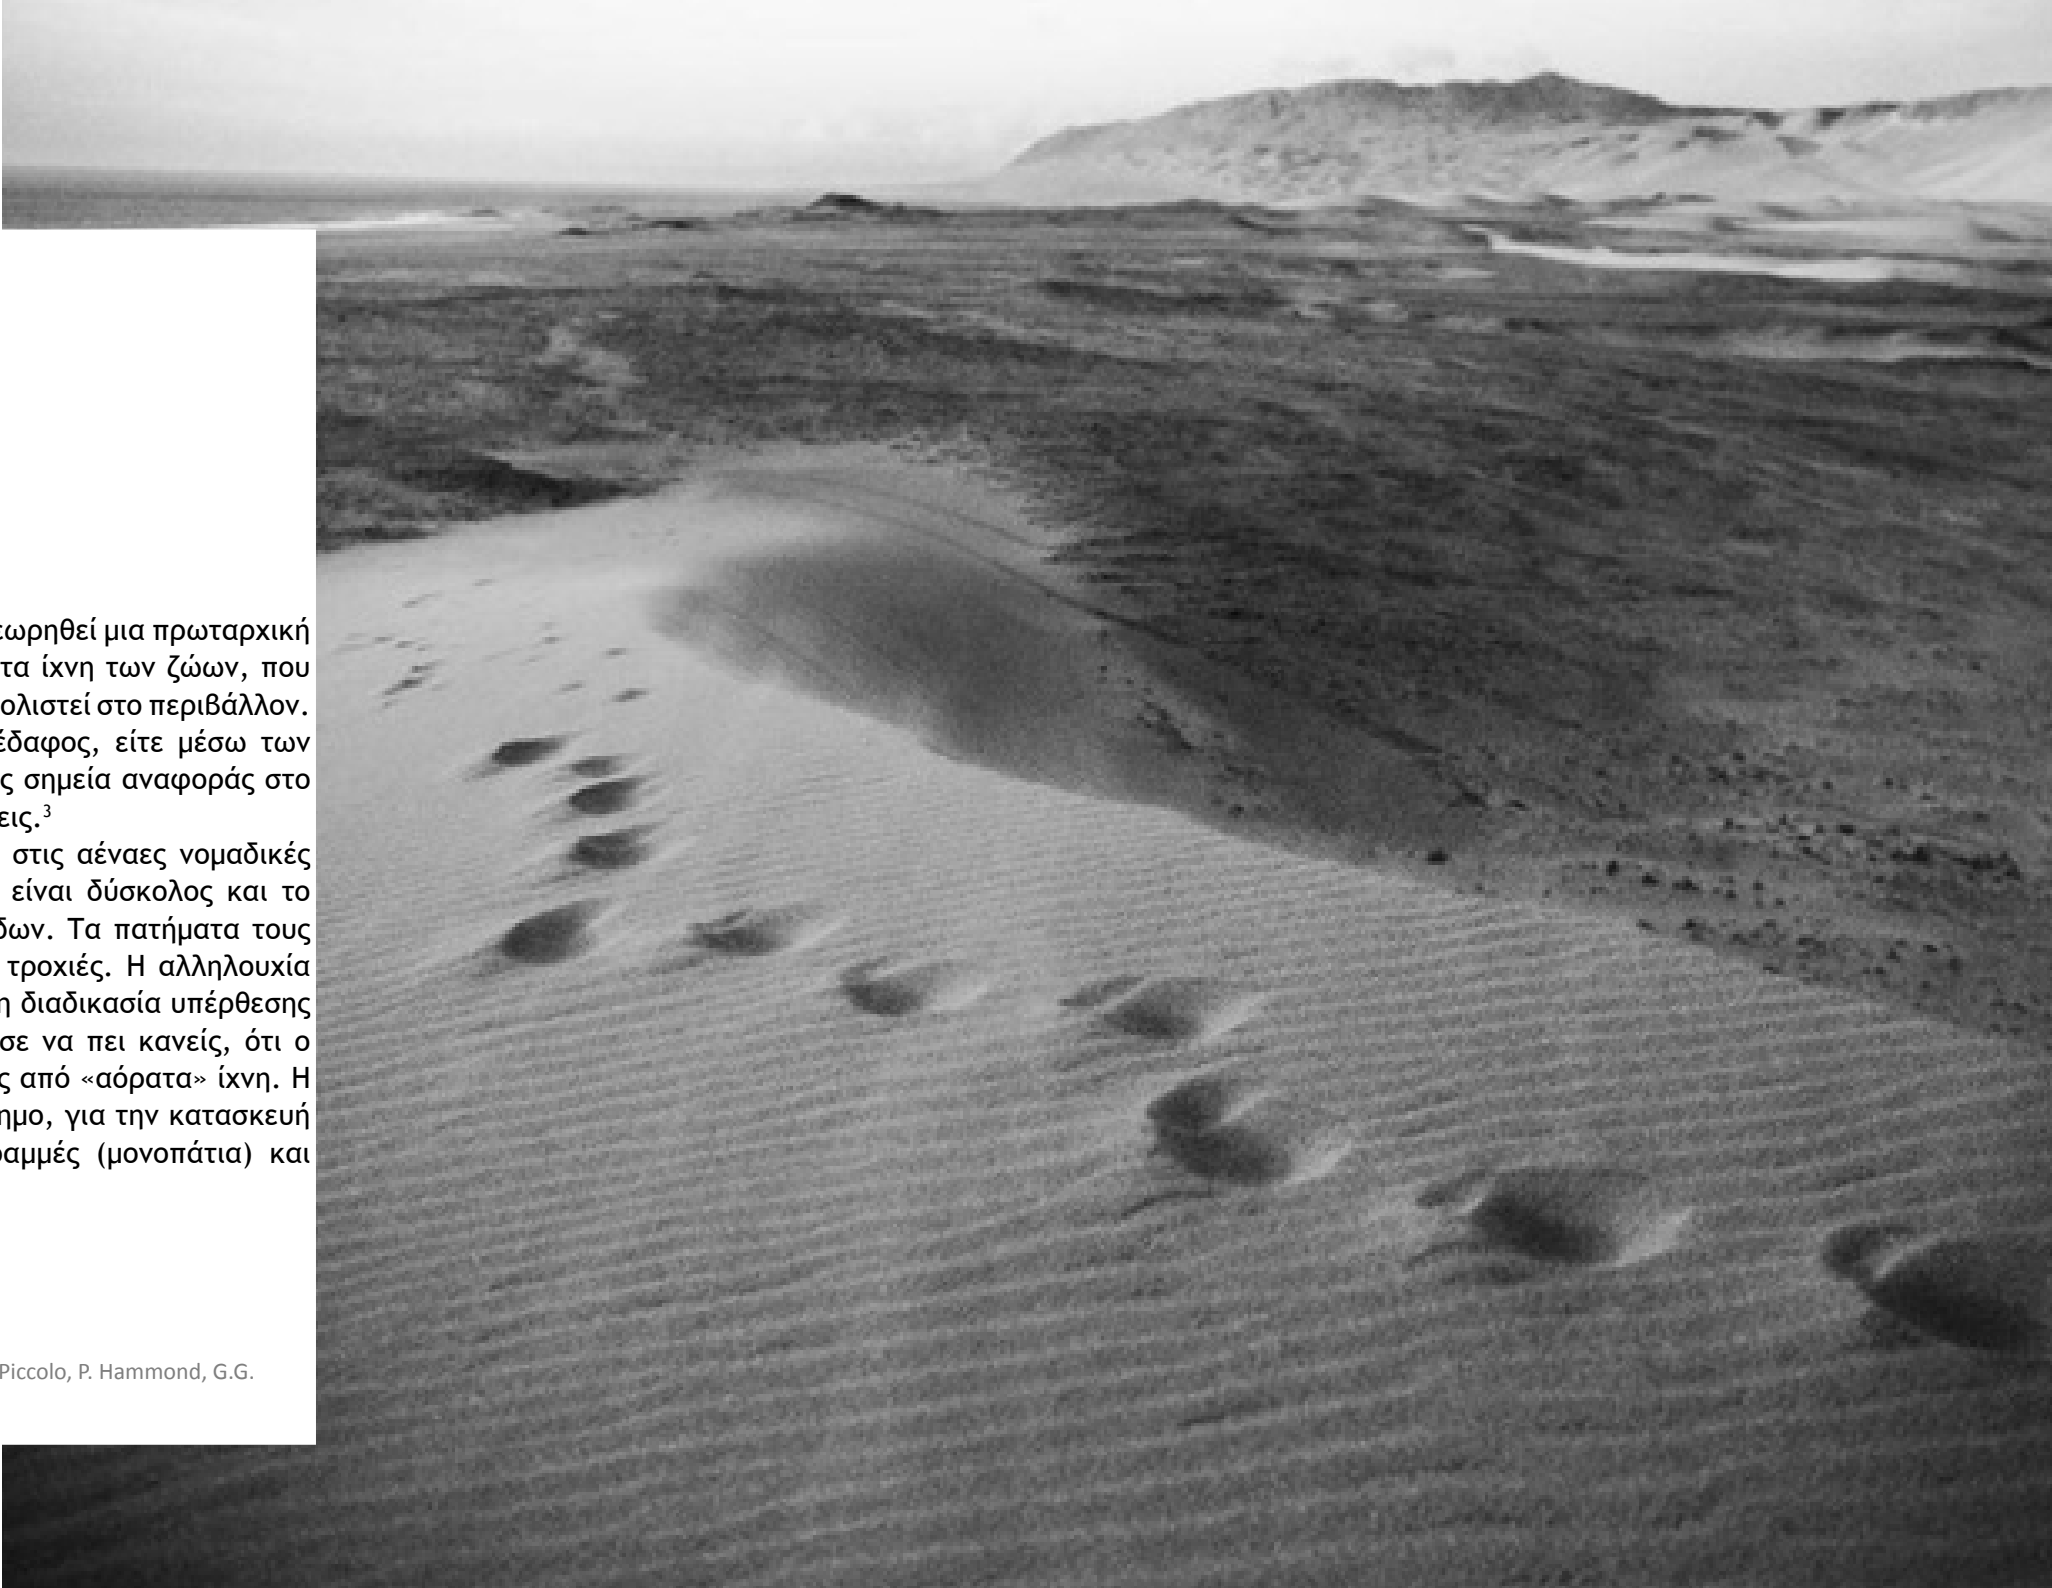 εωρηθεί μια πρωταρχική
τα ίχνη των ζώων, που
ολιστεί στο περιβάλλον.
έδαφος, είτε μέσω των
ς σημεία αναφοράς στο
εις.³
στις αέναες νομαδικές
είναι δύσκολος και το
δων. Τα πατήματα τους
τροχιές. Η αλληλουχία
η διαδικασία υπέρθεσης
σε να πει κανείς, ότι ο
ς από «αόρατα» ίχνη. Η
ημο, για την κατασκευή
ραμμές (μονοπάτια) και
Piccolo, P. Hammond, G.G.